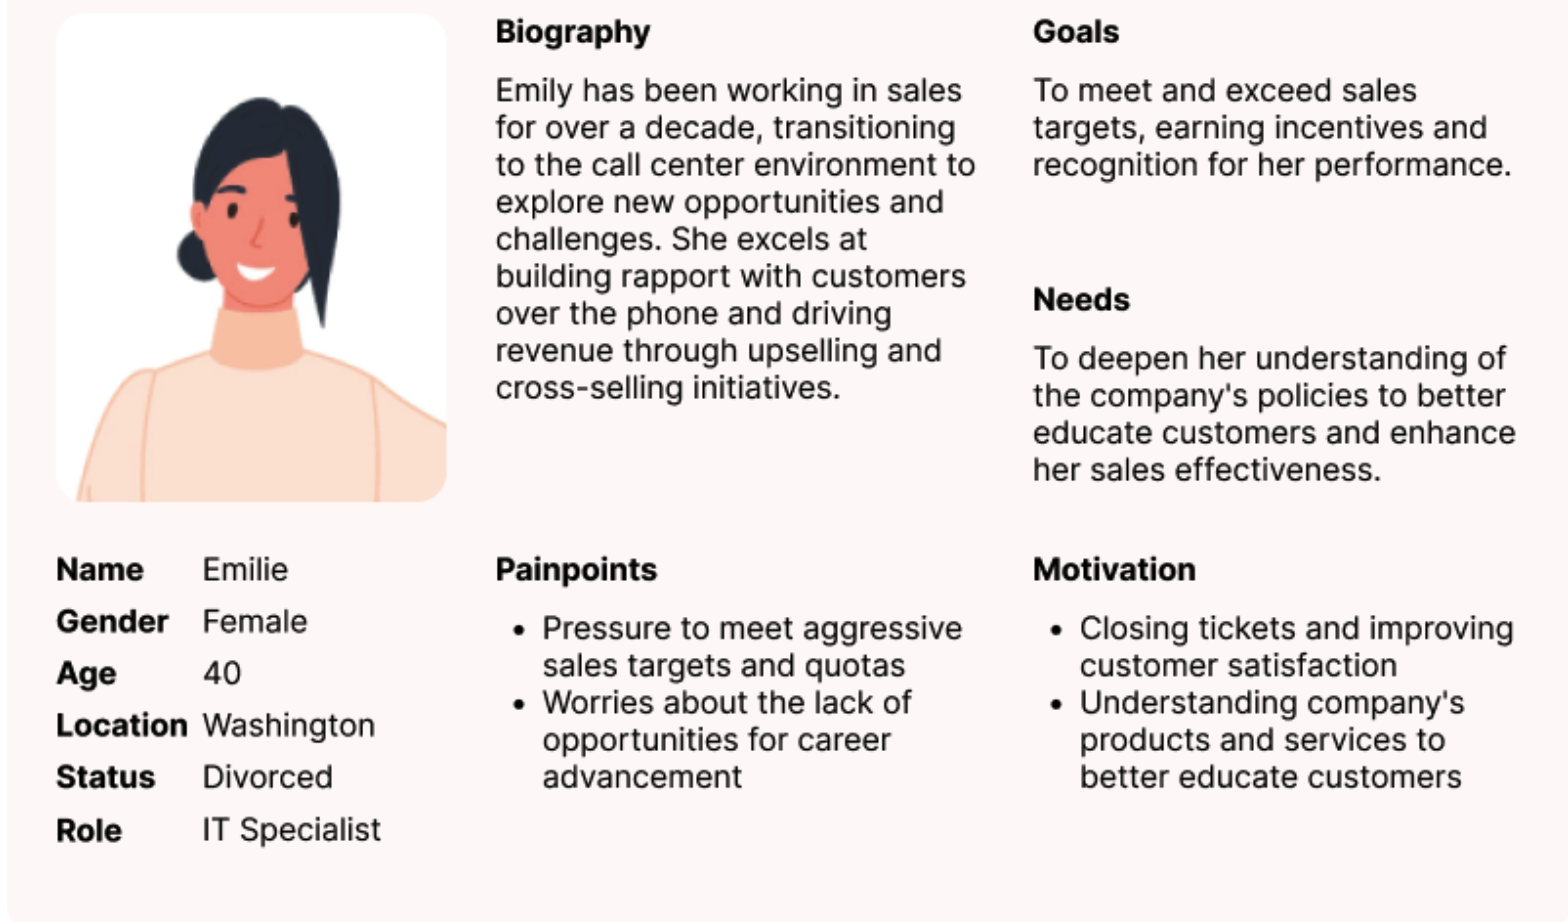 Biography
Emily has been working in sales
for over a decade, transitioning
to the call center environment to
explore new opportunities and
challenges. She excels at
building rapport with customers
over the phone and driving
revenue through upselling and
cross-selling initiatives.
Goals
To meet and exceed sales
targets, earning incentives and
recognition for her performance.
Needs
To deepen her understanding of
the company's policies to better
educate customers and enhance
her sales effectiveness.
Name Emilie
Gender Female
Age 40
Location Washington
Status Divorced
Role IT Specialist
Painpoints
• Pressure to meet aggressive
sales targets and quotas
• Worries about the lack of
opportunities for career
advancement
Motivation
• Closing tickets and improving
customer satisfaction
• Understanding company's
products and services to
better educate customers